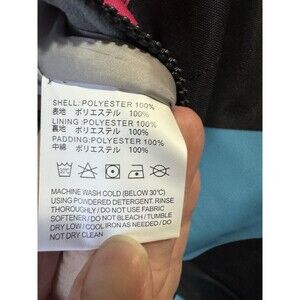 SHELL:POLYESTER 100%
表地 ポリエステル 100%
LINING:POLYESTER 100%
裏地 ポリエステル 100%
PADDING:POLYESTER 100%
中綿 ポリエステル 100%
30℃
MACHINE WASH COLD (BELOW 30℃)
USING POWDERED DETERGENT. RINSE
THOROUGHLY / DO NOT USE FABRIC
SOFTENER / DO NOT BLEACH / TUMBLE
DRY LOW / COOL IRON AS NEEDED / DO
NOT DRY CLEAN